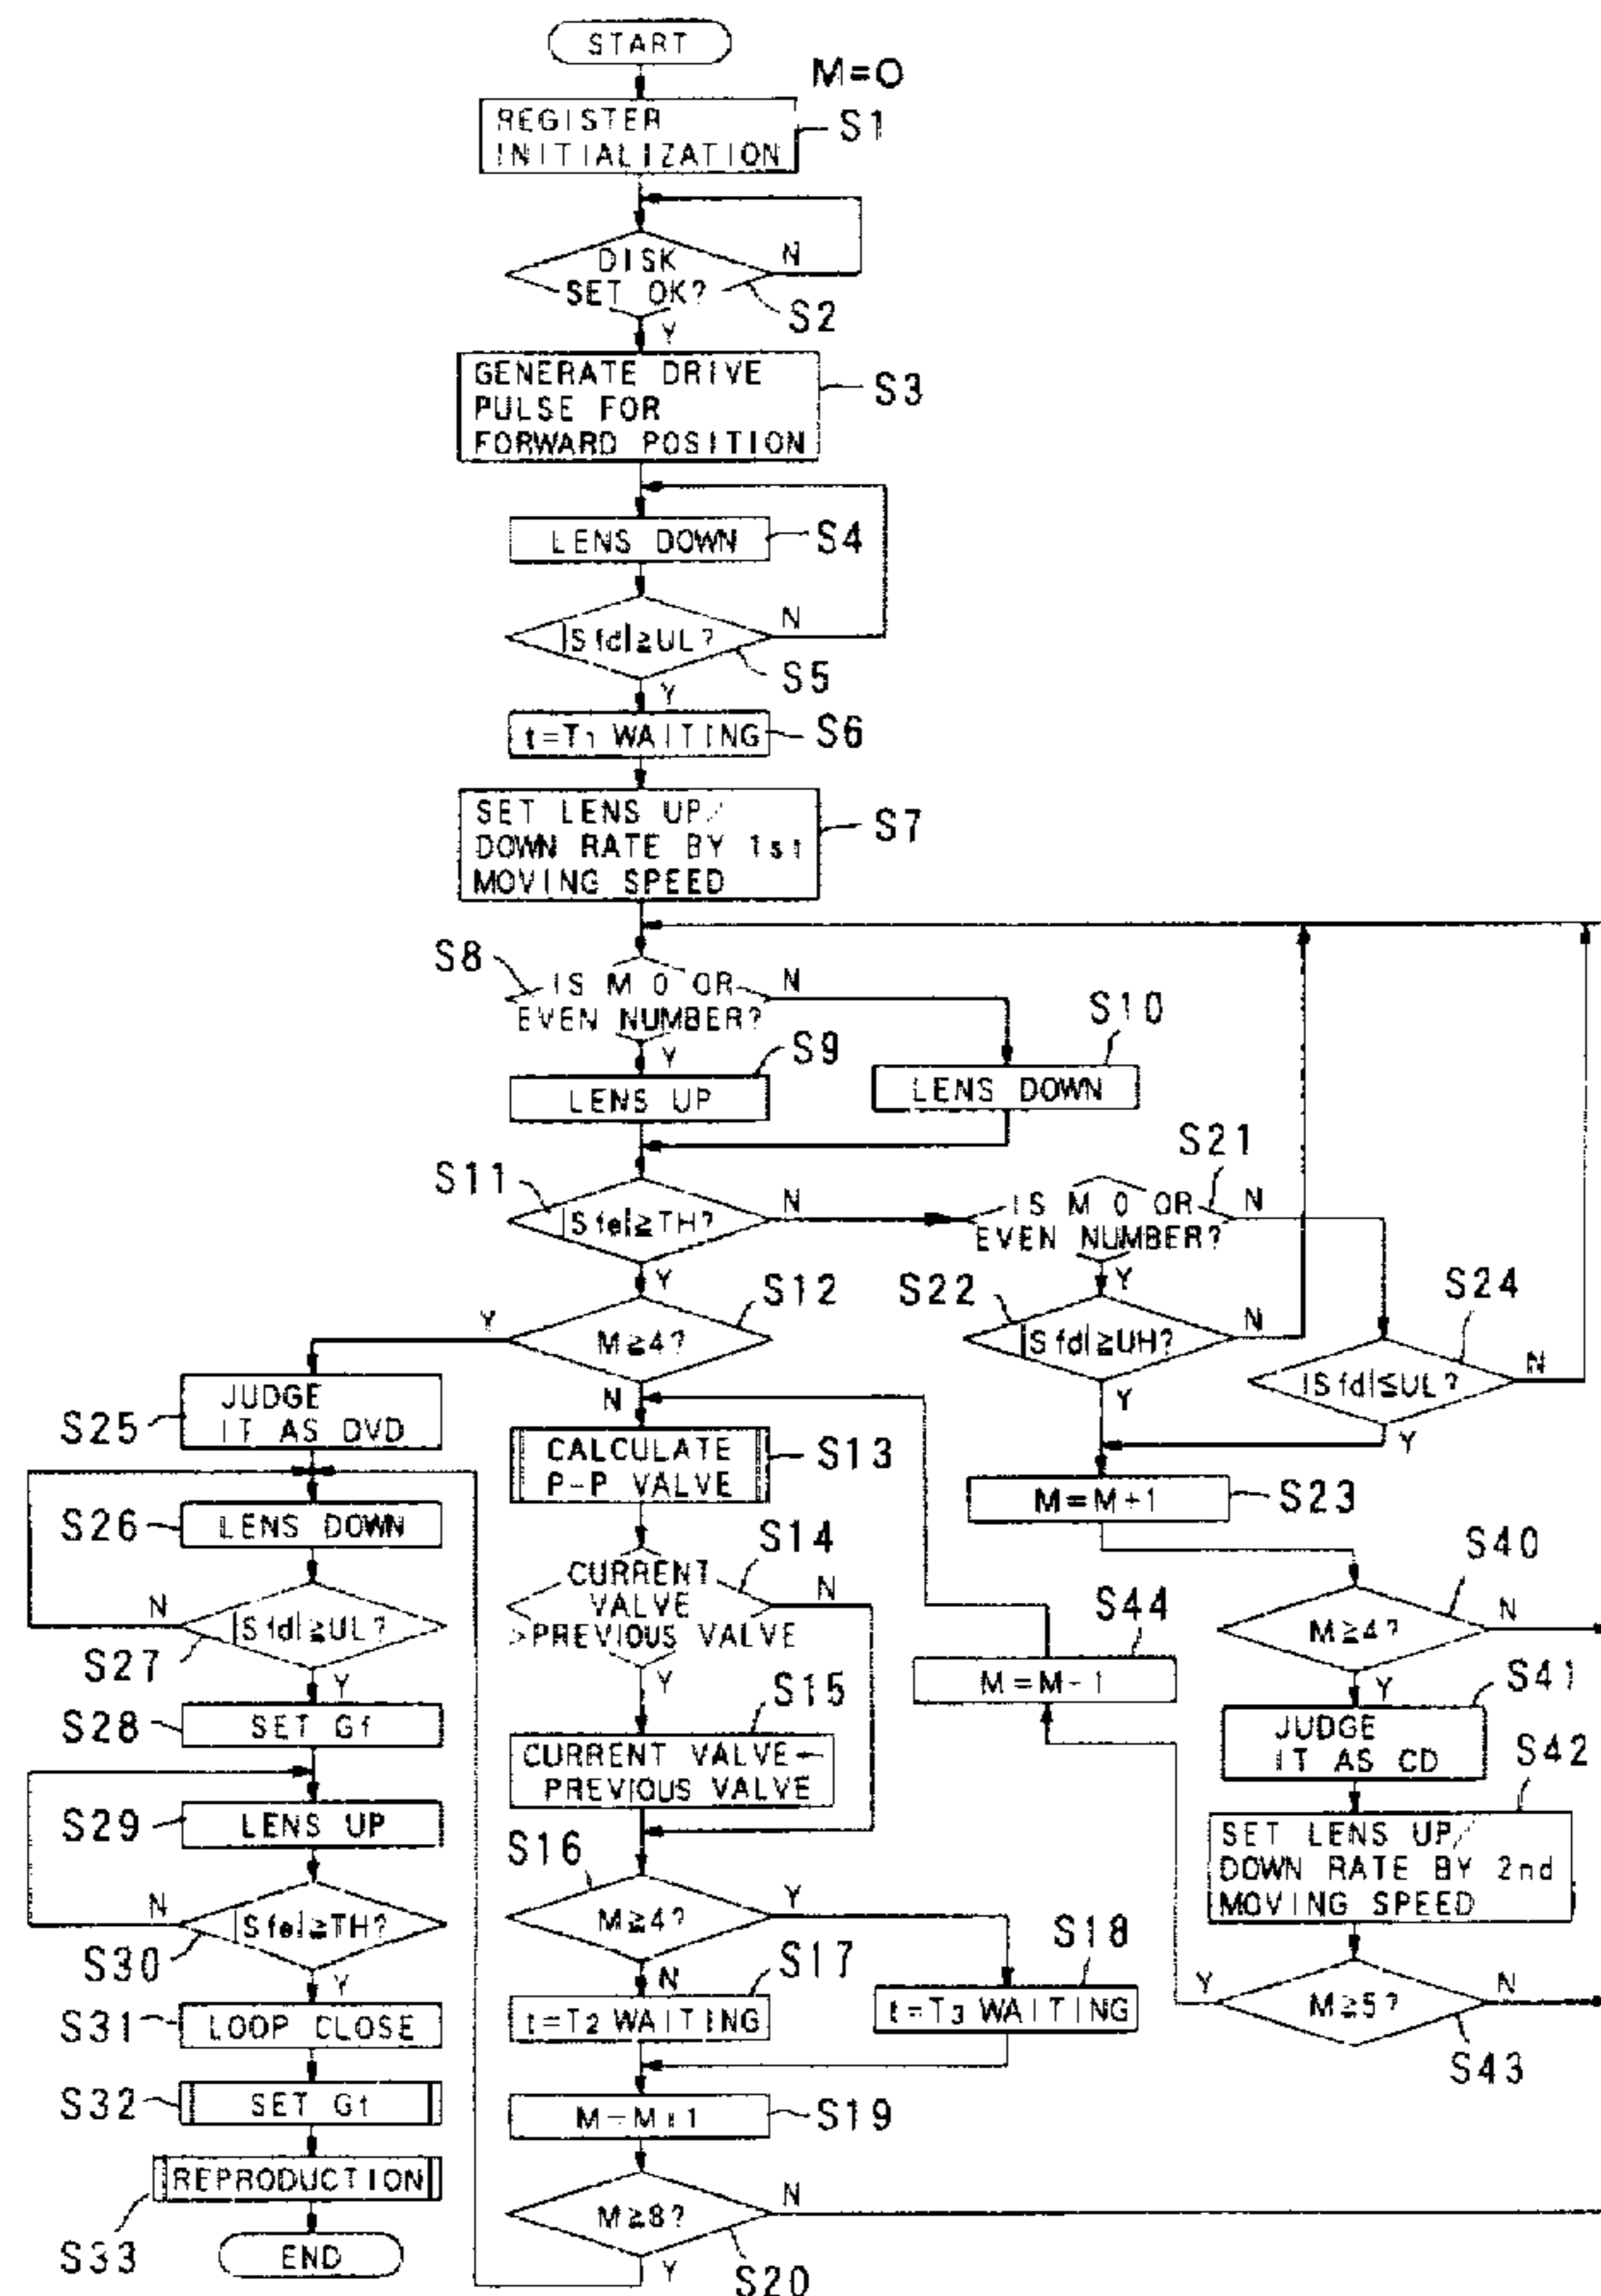 START
M=0
REGISTER
INITIALIZATION
S1
DISK
SET OK?
N
S2
Y
GENERATE DRIVE
PULSE FOR
FORWARD POSITION
S3
LENS DOWN
S4
|Sfd|≧UL?
N
S5
Y
t=T1 WAITING
S6
SET LENS UP/
DOWN RATE BY 1st
MOVING SPEED
S7
S8
IS M 0 OR
EVEN NUMBER?
N
Y
S9
LENS UP
S10
LENS DOWN
S11
|Sfe|≧TH?
N
Y
S21
IS M 0 OR
EVEN NUMBER?
N
Y
S12
M≧4?
Y
N
S22
|Sfd|≧UH?
N
Y
S24
|Sfd|≦UL?
N
Y
S25
JUDGE
IT AS DVD
CALCULATE
P-P VALVE
S13
M=M+1
S23
S26
LENS DOWN
S14
CURRENT
VALVE
>PREVIOUS VALVE
N
Y
S40
M≧4?
N
Y
|Sfd|≧UL?
N
S27
Y
S44
M=M-1
S41
JUDGE
IT AS CD
S28
SET Gf
S15
CURRENT VALVE←
PREVIOUS VALVE
S42
SET LENS UP/
DOWN RATE BY 2nd
MOVING SPEED
S29
LENS UP
S16
M≧4?
Y
N
N
|Sfe|≧TH?
S30
Y
S17
t=T2 WAITING
S18
t=T3 WAITING
Y
M≧5?
N
S43
S31
LOOP CLOSE
S32
SET Gt
M=M+1
S19
REPRODUCTION
S33
M≧8?
N
Y
S20
END